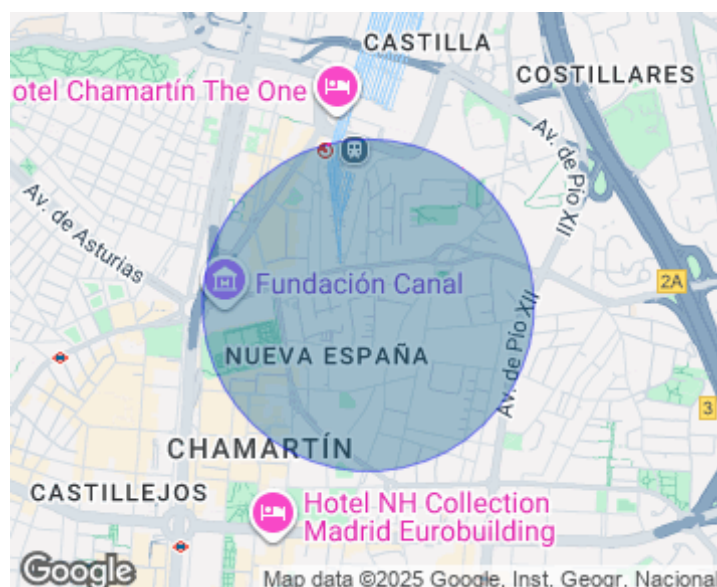 CASTILLA
COSTILLARES
otel Chamartín The One
Av. de Pío XII
Av. de Asturias
Fundación Canal
2A
NUEVA ESPAÑA
Av. de Pío XII
3
CHAMARTÍN
CASTILLEJOS
Hotel NH Collection
Madrid Eurobuilding
Google
Map data ©2025 Google, Inst. Geogr. Nacional